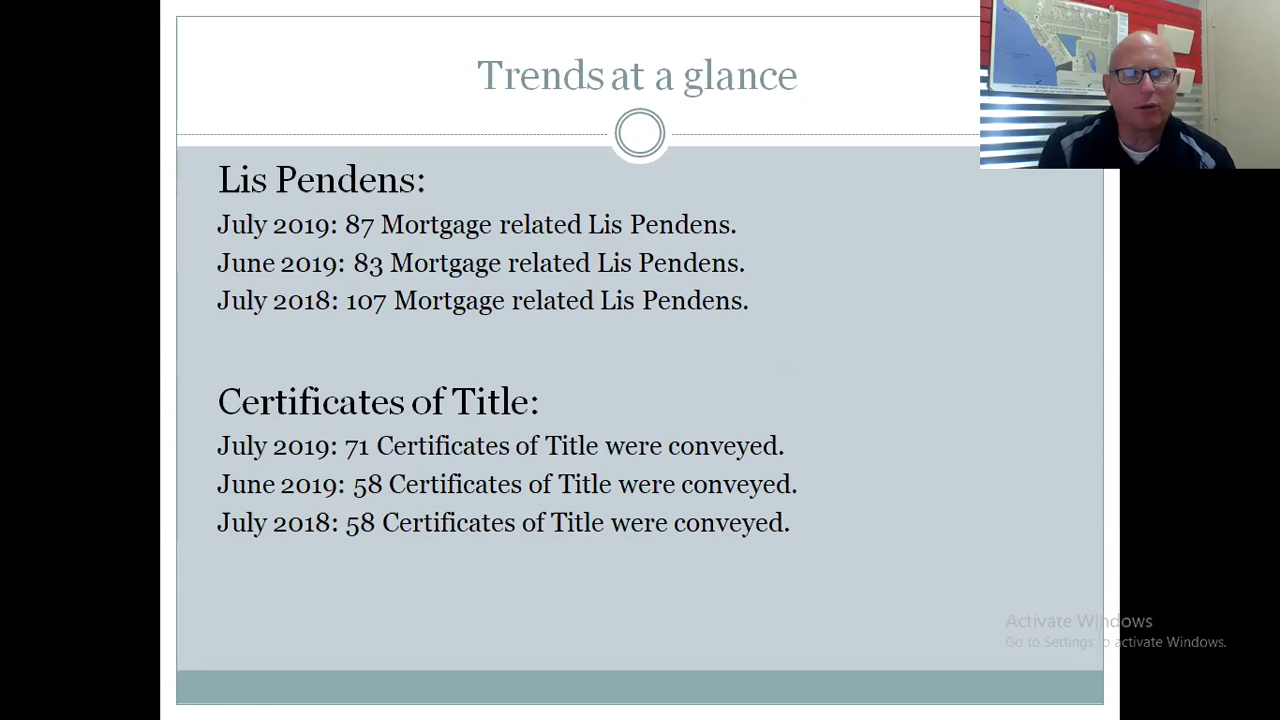 Trends at a glance
Lis Pendens:
July 2019: 87 Mortgage related Lis Pendens.
June 2019: 83 Mortgage related Lis Pendens.
July 2018: 107 Mortgage related Lis Pendens.
Certificates of Title:
July 2019: 71 Certificates of Title were conveyed.
June 2019: 58 Certificates of Title were conveyed.
July 2018: 58 Certificates of Title were conveyed.
Activate Windows
Go to Settings to activate Windows.